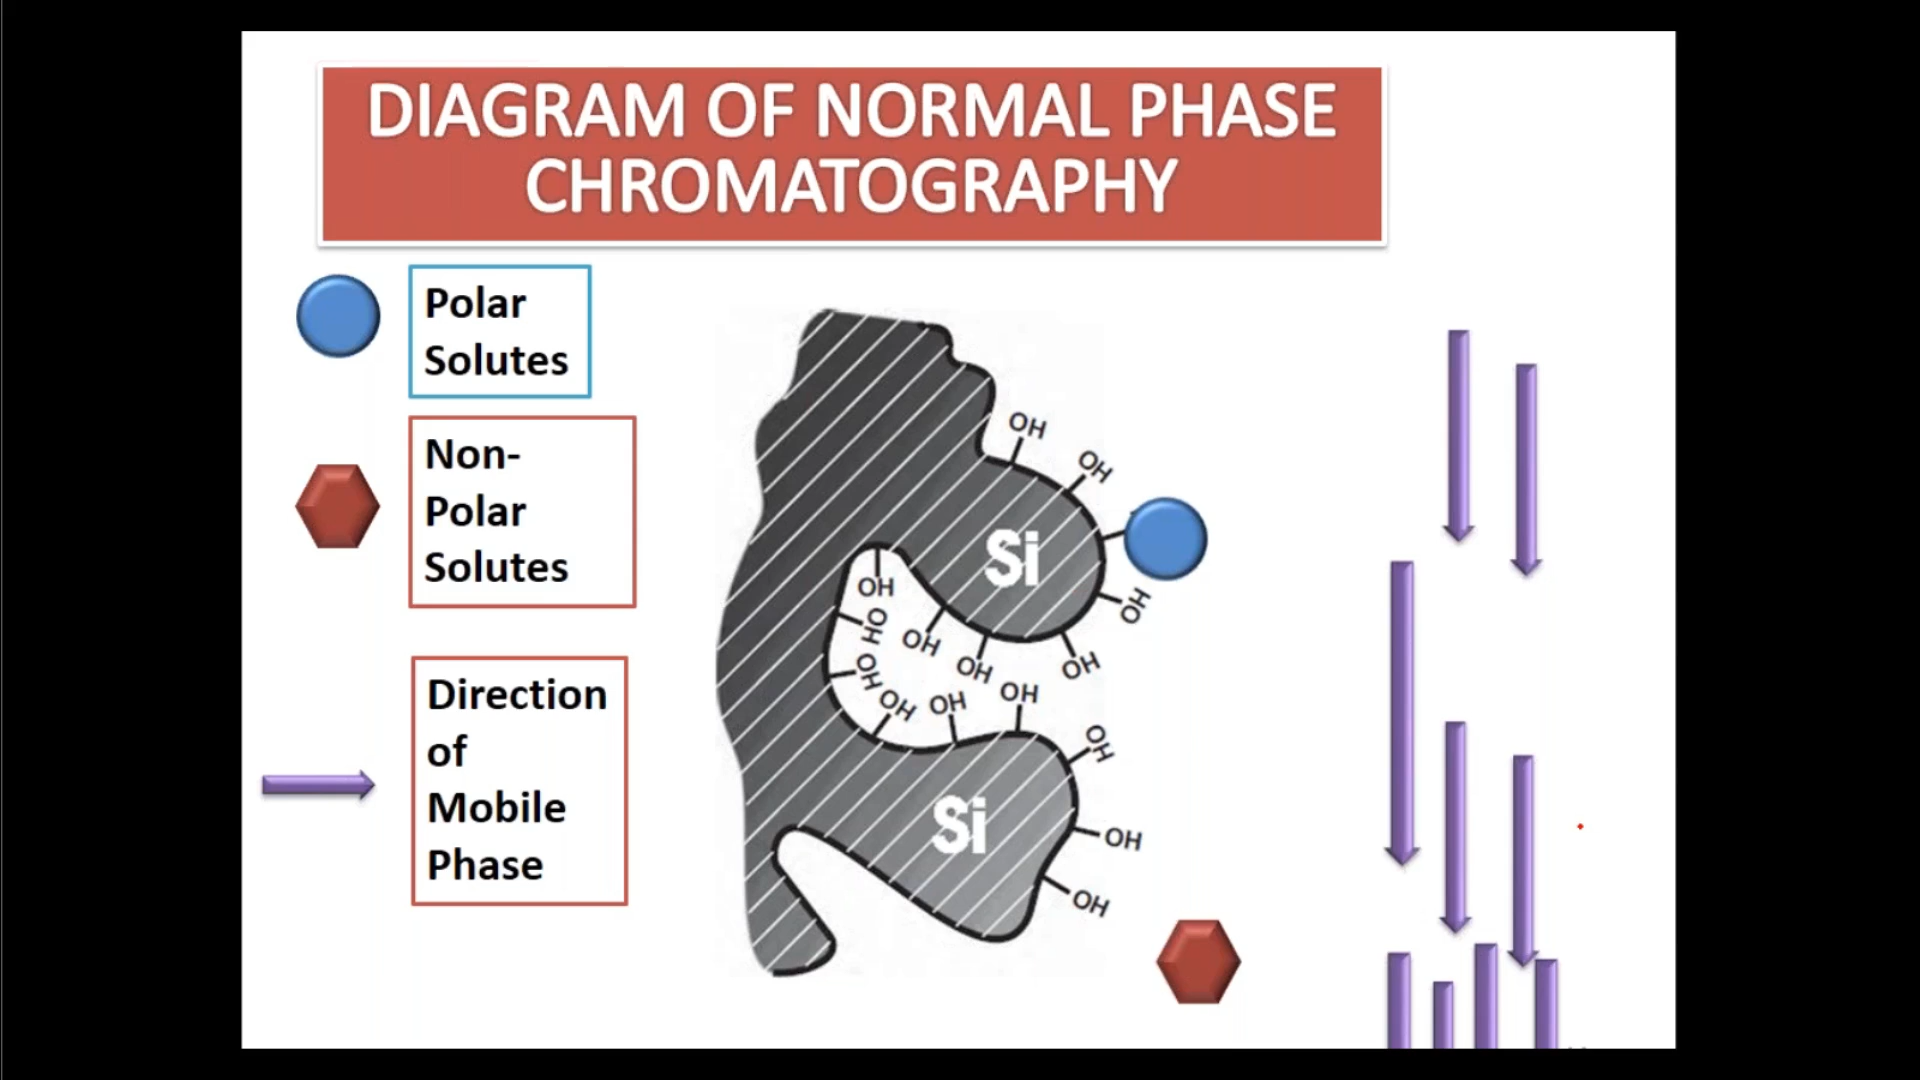 DIAGRAM OF NORMAL PHASE
CHROMATOGRAPHY
Polar
Solutes
Non-
Polar
Solutes
Direction
of
Mobile
Phase
OH
OH
Si
OH
OH
OH
OH
OH
OH
OH
OH
OH
OH
OH
Si
OH
OH